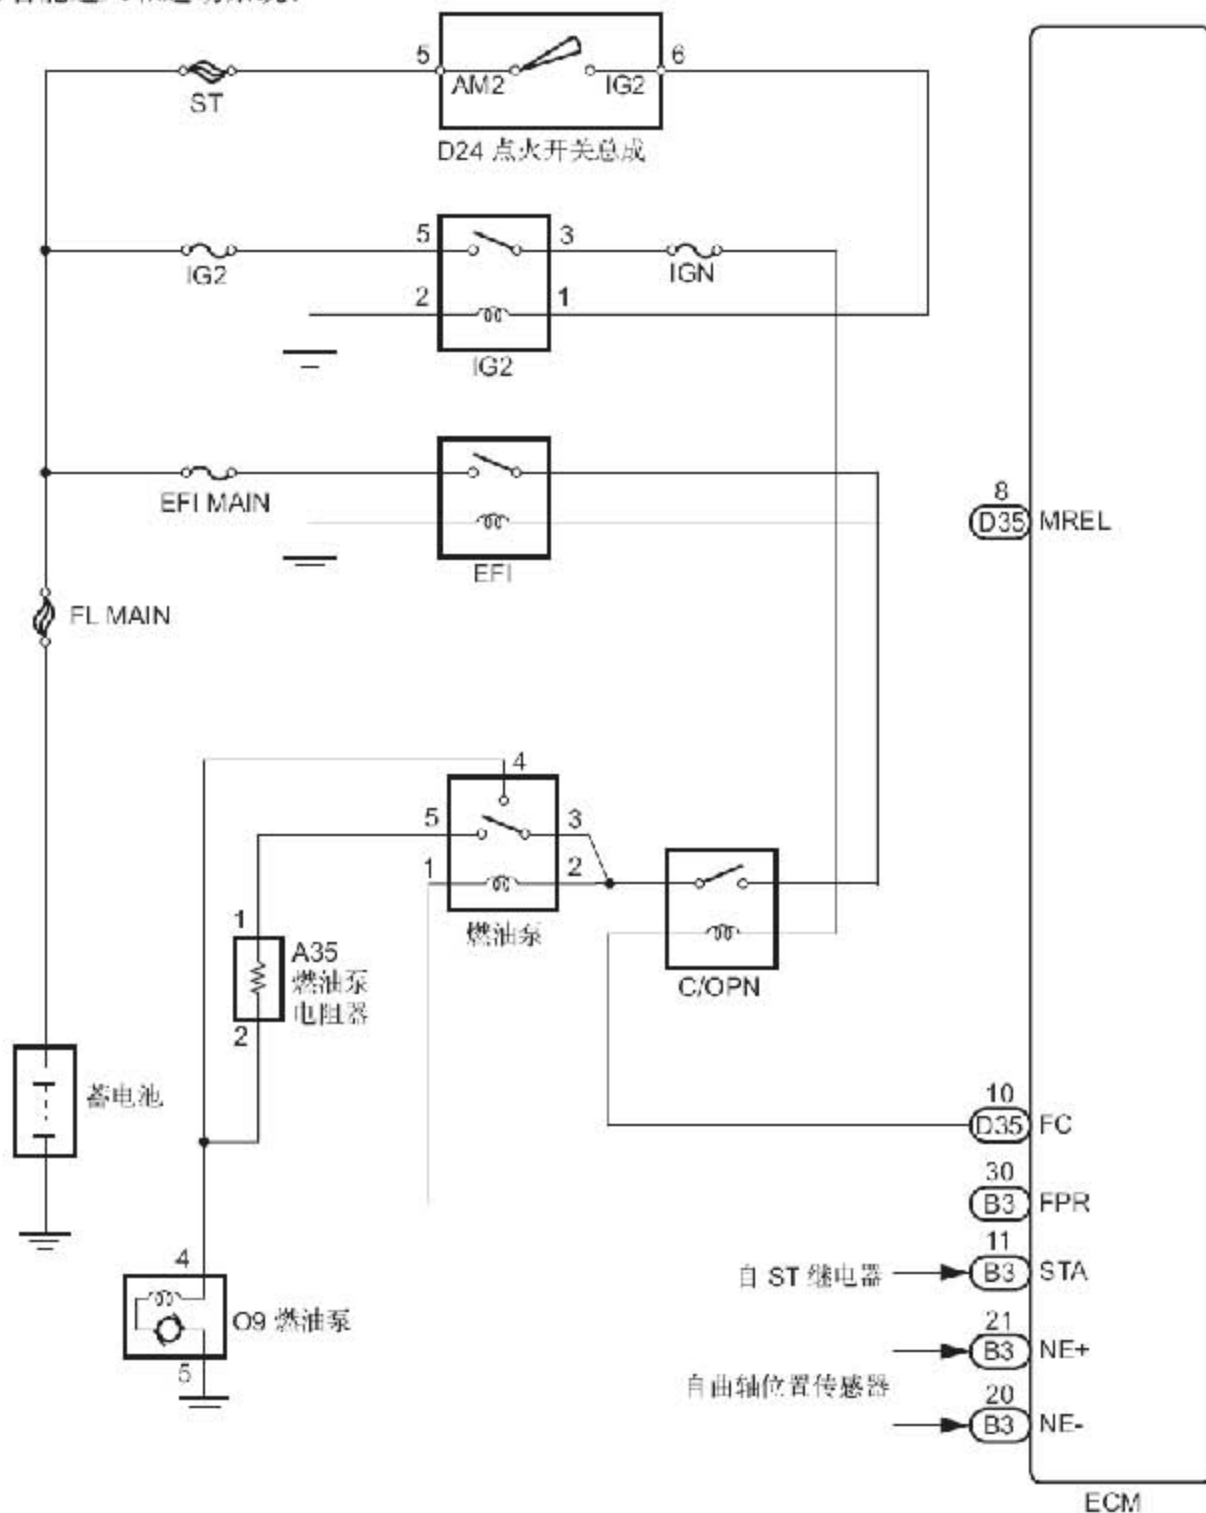 5
6
AM2
IG2
ST
D24 点火开关总成
5
3
IG2
IGN
2
1
IG2
EFI MAIN
8
D35 MREL
EFI
FL MAIN
4
5
3
1
2
燃油泵
1
A35
燃油泵
电阻器
C/OPN
2
蓄电池
10
D35 FC
30
B3 FPR
11
自 ST 继电器
B3 STA
4
O9 燃油泵
21
B3 NE+
5
自曲轴位置传感器
20
B3 NE-
ECM